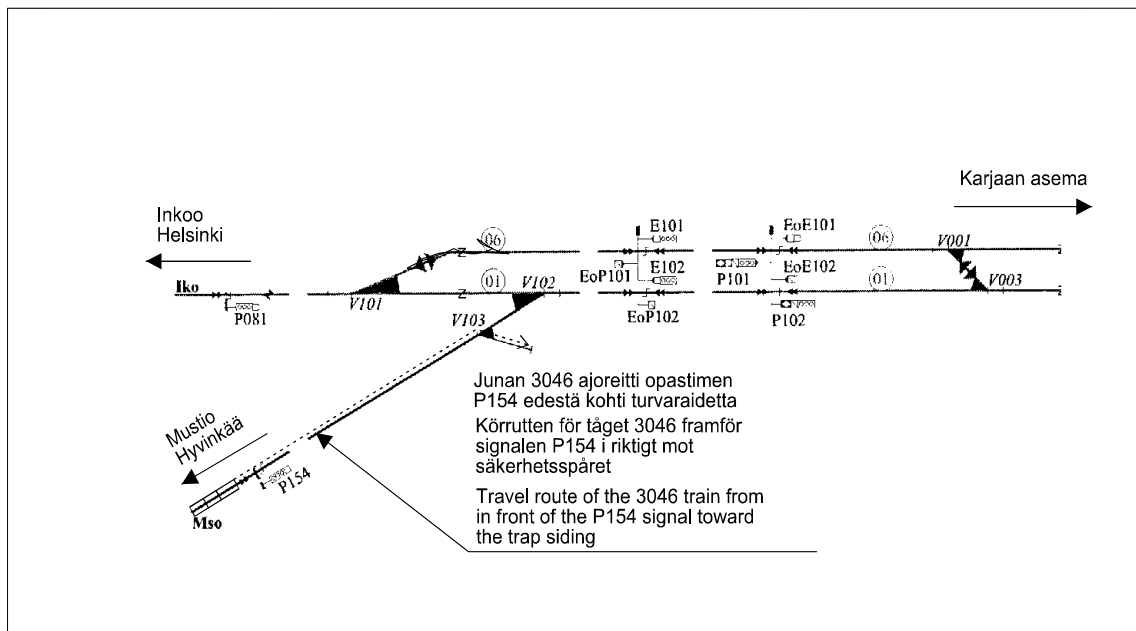 Karjaan asema
Inkoo
Helsinki
E101
EoE101
06
06
V001
EoP101
E102
P101
EoE102
Iko
01
V102
01
V003
V101
P081
EoP102
P102
V103
Junan 3046 ajoreitti opastimen
P154 edestä kohti turvaraidetta
Körrutten för tåget 3046 framför
signalen P154 i riktigt mot
säkerhetsspåret
Mustio
Hyvinkää
P154
Mso
Travel route of the 3046 train from
in front of the P154 signal toward
the trap siding